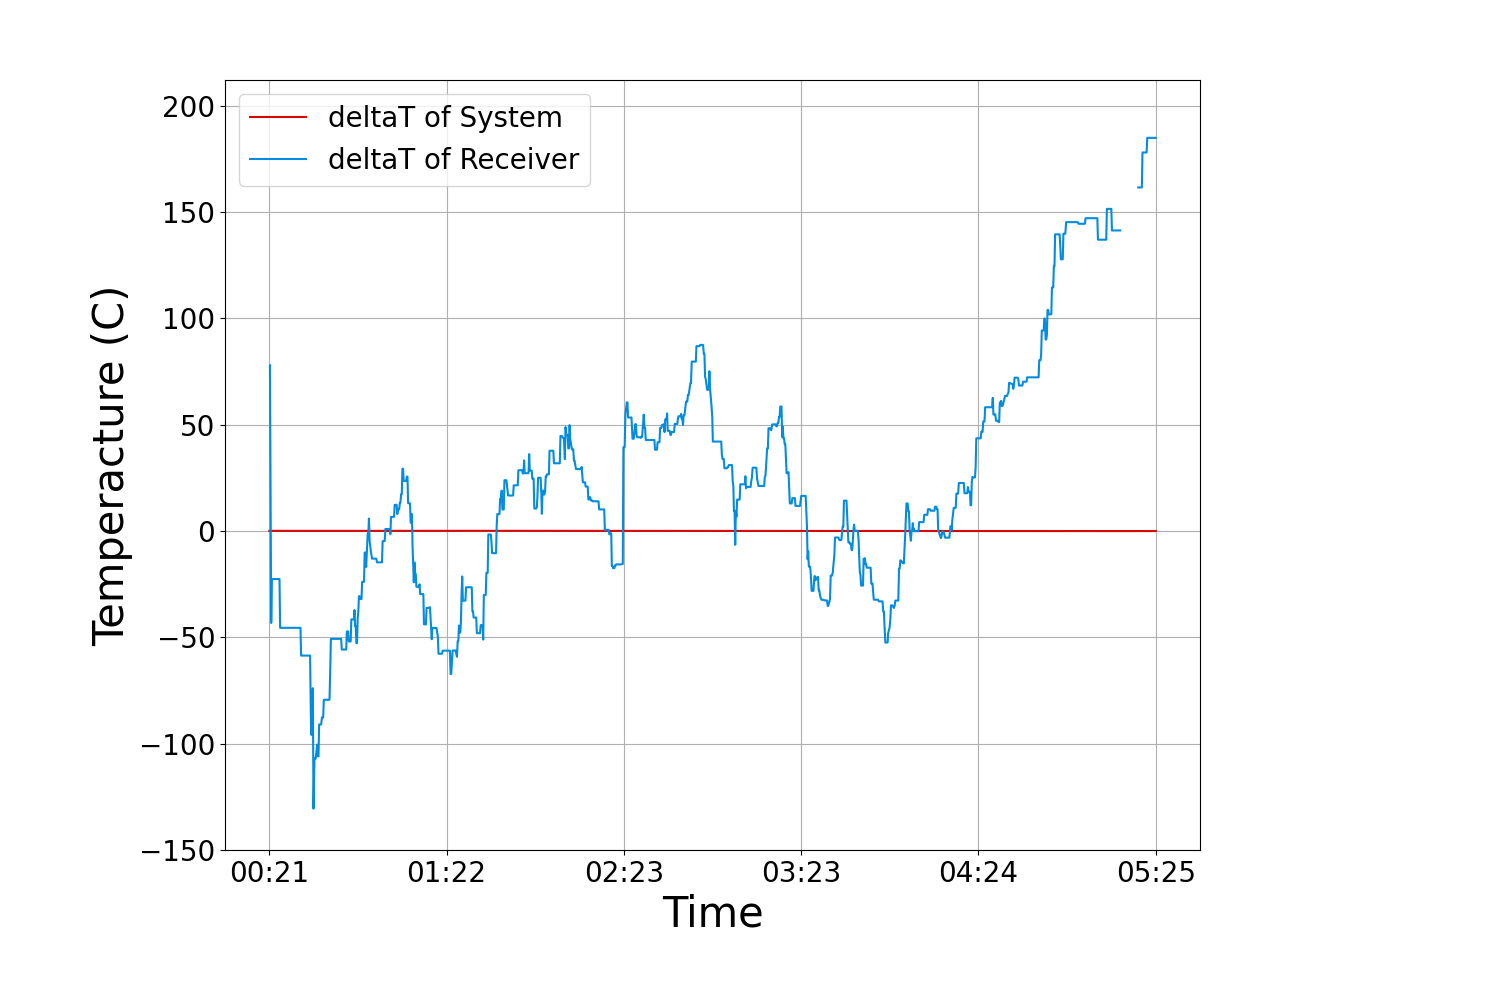 deltaT of System
deltaT of Receiver
200
150
100
50
0
−50
−100
−150
Temperacture (C)
00:21 01:22 02:23 03:23 04:24 05:25
Time